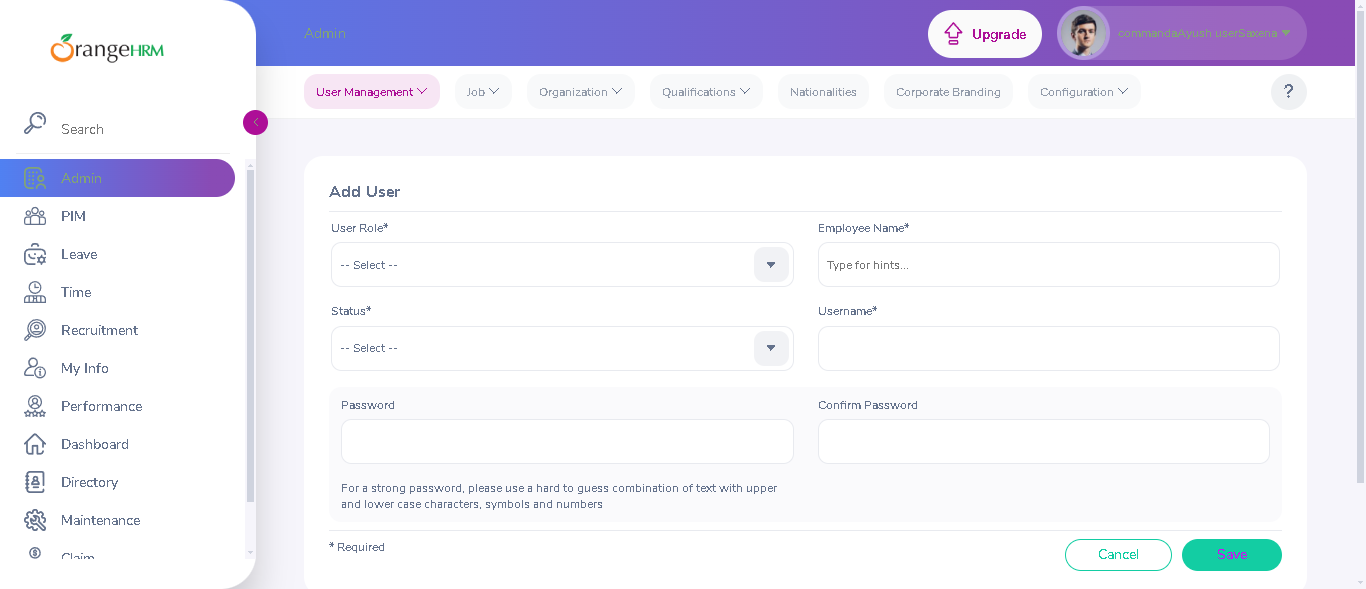 OrangeHRM
Admin
Upgrade
commandaAyush userSaxena
User Management
Job
Organization
Qualifications
Nationalities
Corporate Branding
Configuration
?
Search
Admin
PIM
Leave
Time
Recruitment
My Info
Performance
Dashboard
Directory
Maintenance
Claim
Add User
User Role*
Employee Name*
-- Select --
Type for hints...
Status*
Username*
-- Select --
Password
Confirm Password
For a strong password, please use a hard to guess combination of text with upper
and lower case characters, symbols and numbers
* Required
Cancel
Save